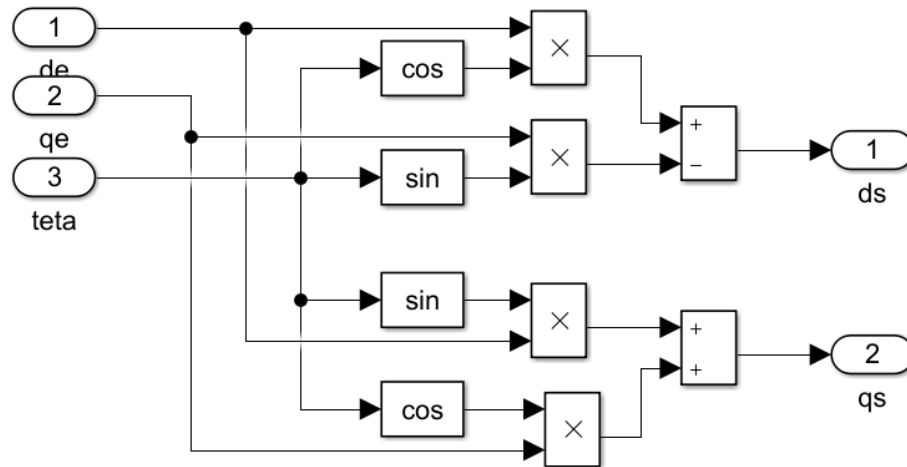 1
de
2
qe
3
teta
cos
×
sin
×
+
−
1
ds
sin
×
cos
×
+
+
2
qs